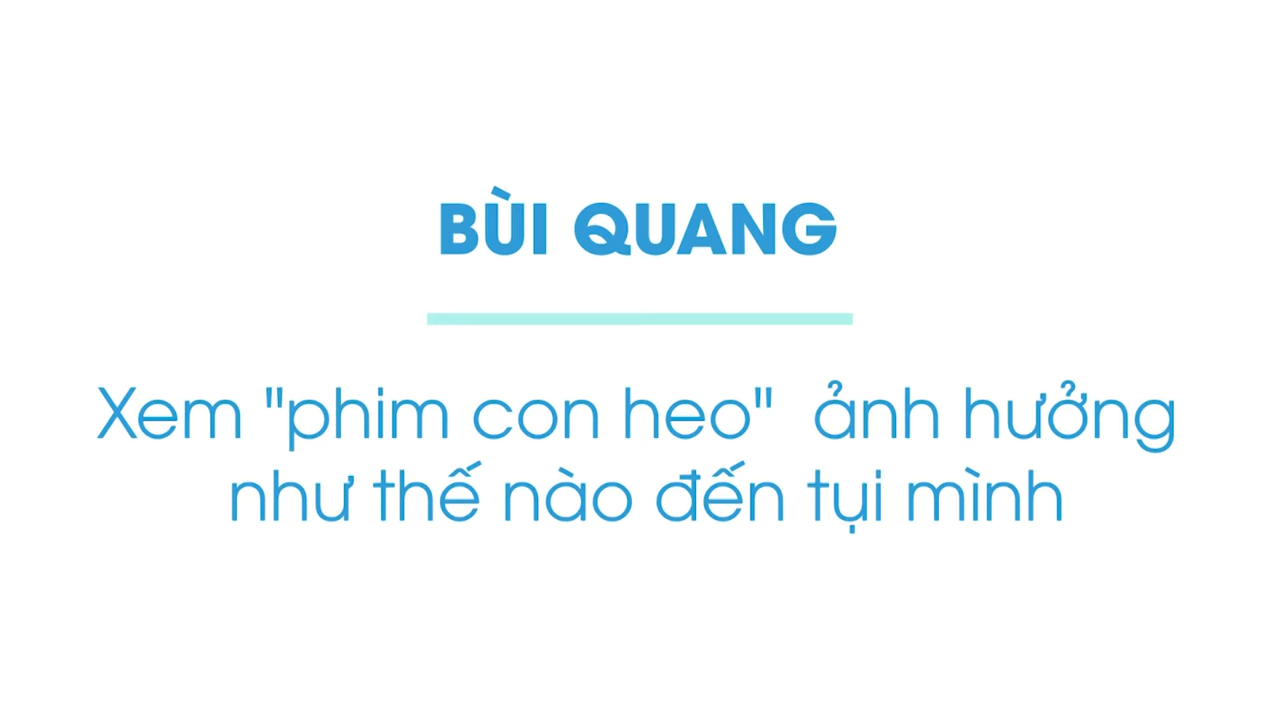 BÙI QUANG
Xem "phim con heo" ảnh hưởng
như thế nào đến tụi mình